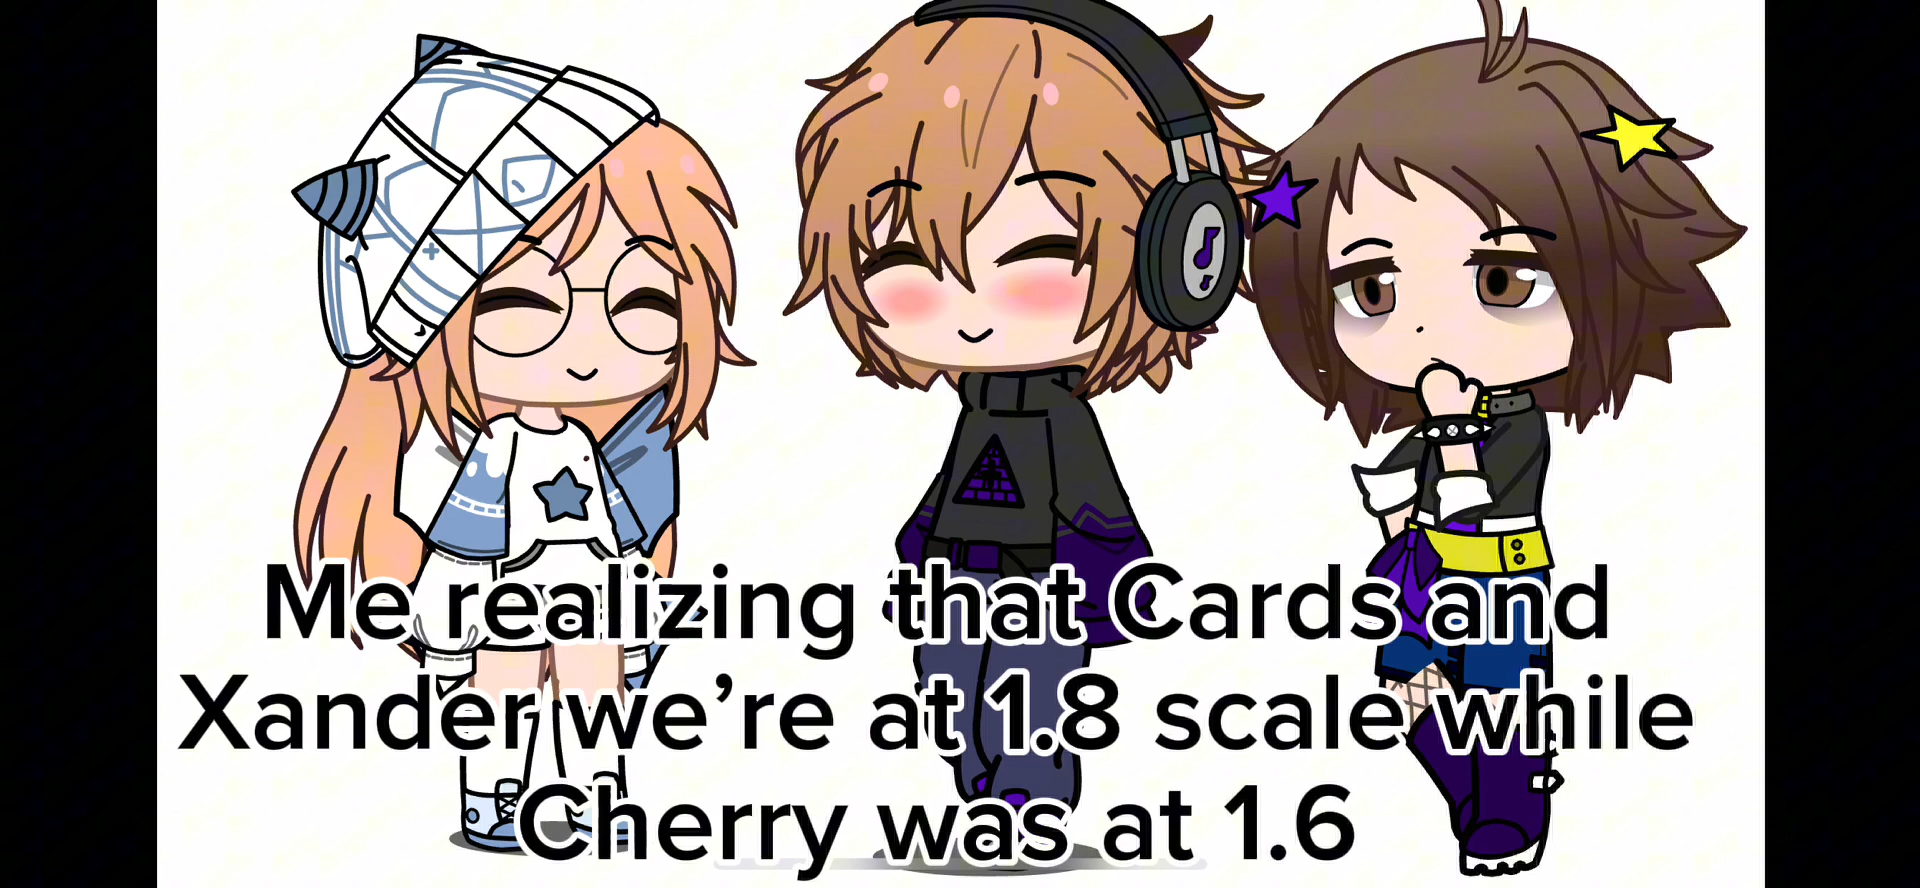 Me realizing that Cards and
Xander we’re at 1.8 scale while
Cherry was at 1.6